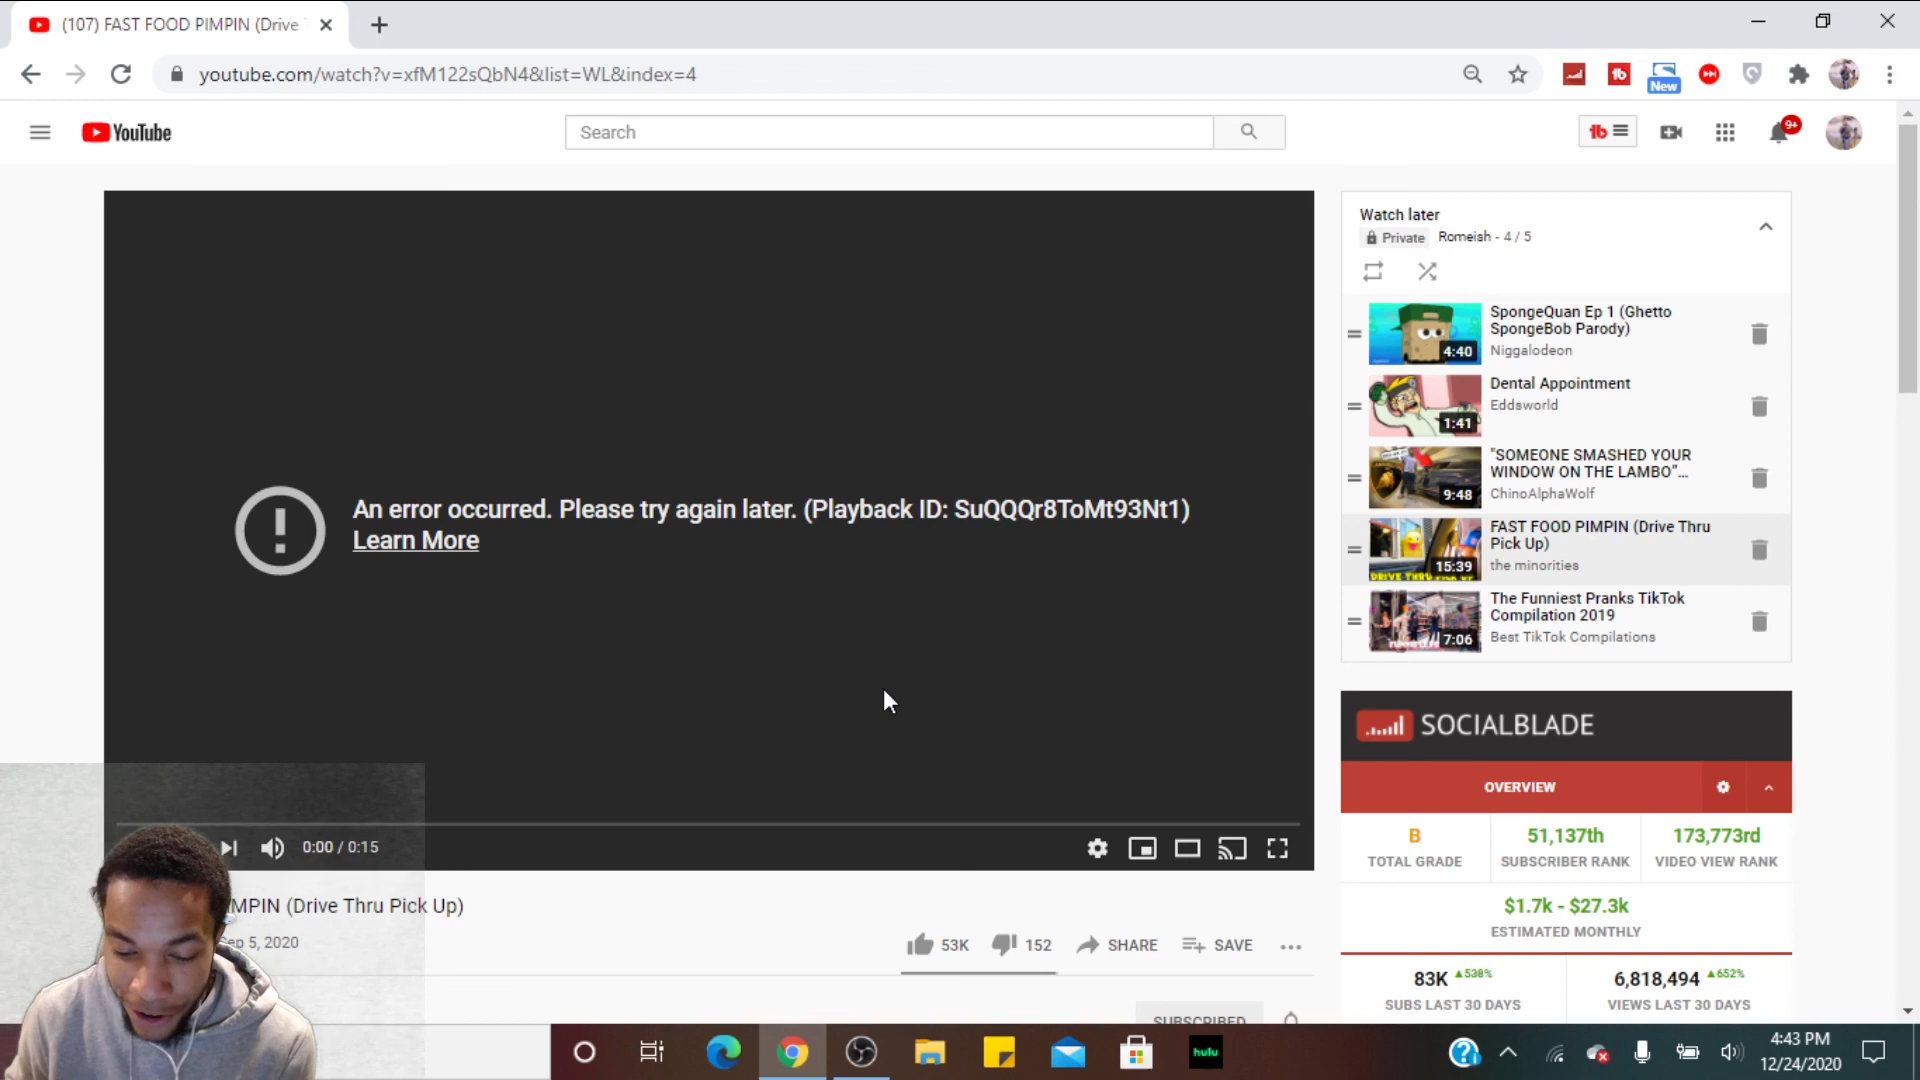 (107) FAST FOOD PIMPIN (Drive
youtube.com/watch?v=xfM122sQbN4&list=WL&index=4
New
YouTube
Search
9+
An error occurred. Please try again later. (Playback ID: SuQQQr8ToMt93Nt1)
Learn More
0:00 / 0:15
MPIN (Drive Thru Pick Up)
ep 5, 2020
53K
152
SHARE
SAVE
SUBSCRIBED
Watch later
Private
Romeish - 4 / 5
SpongeQuan Ep 1 (Ghetto
SpongeBob Parody)
Niggalodeon
4:40
Dental Appointment
Eddsworld
1:41
"SOMEONE SMASHED YOUR
WINDOW ON THE LAMBO"...
ChinoAlphaWolf
9:48
FAST FOOD PIMPIN (Drive Thru
Pick Up)
the minorities
15:39
DRIVE THRU PICK UP
The Funniest Pranks TikTok
Compilation 2019
Best TikTok Compilations
7:06
SOCIALBLADE
OVERVIEW
B
TOTAL GRADE
51,137th
SUBSCRIBER RANK
173,773rd
VIDEO VIEW RANK
$1.7k - $27.3k
ESTIMATED MONTHLY
83K ▲538%
SUBS LAST 30 DAYS
6,818,494 ▲652%
VIEWS LAST 30 DAYS
hulu
4:43 PM
12/24/2020